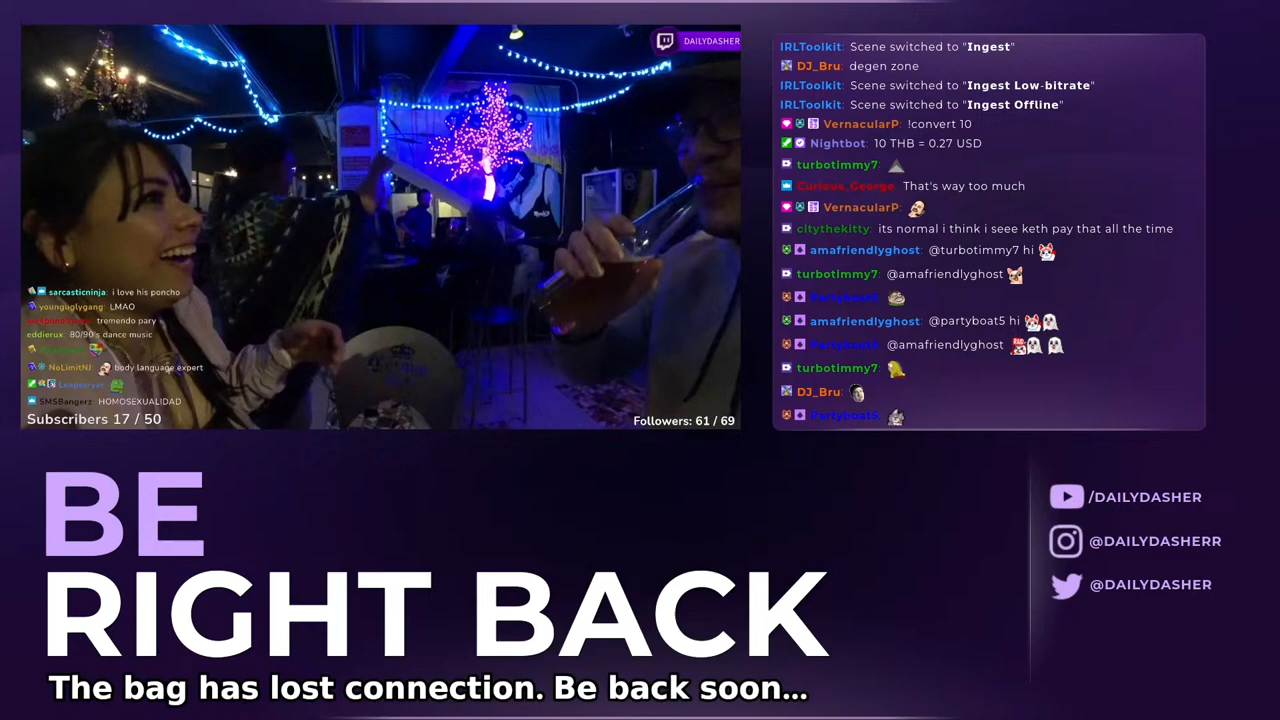 DAILYDASHER
sarcasticninja: i love his poncho
younguglygang: LMAO
tremendo pary
eddierux: 80/90's dance music
NoLimitNJ: body language expert
SMSBangerz: HOMOSEXUALIDAD
Subscribers 17 / 50
Followers: 61 / 69
IRLToolkit: Scene switched to "Ingest"
DJ_Bru: degen zone
IRLToolkit: Scene switched to "Ingest Low-bitrate"
IRLToolkit: Scene switched to "Ingest Offline"
VernacularP: !convert 10
Nightbot: 10 THB = 0.27 USD
turbotimmy7:
Curious_George: That's way too much
VernacularP:
citythekitty: its normal i think i seee keth pay that all the time
amafriendlyghost: @turbotimmy7 hi
turbotimmy7: @amafriendlyghost
Partyboat5:
amafriendlyghost: @partyboat5 hi
Partyboat5: @amafriendlyghost
turbotimmy7:
DJ_Bru:
Partyboat5:
BE
RIGHT BACK
The bag has lost connection. Be back soon...
/DAILYDASHER
@DAILYDASHERR
@DAILYDASHER